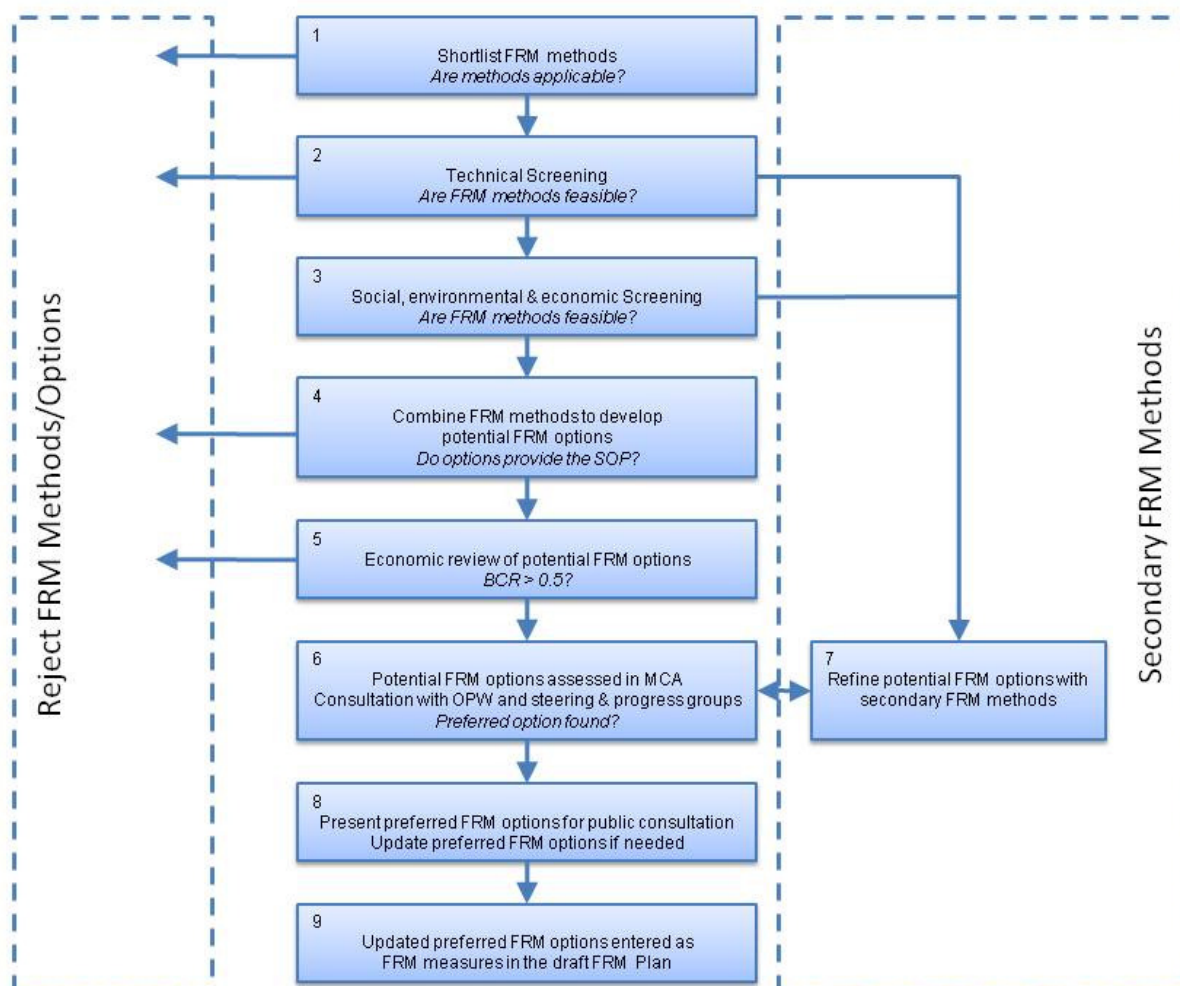 1
Shortlist FRM methods
Are methods applicable?
2
Technical Screening
Are FRM methods feasible?
3
Social, environmental & economic Screening
Are FRM methods feasible?
4
Combine FRM methods to develop
potential FRM options
Do options provide the SOP?
5
Economic review of potential FRM options
BCR > 0.5?
6
Potential FRM options assessed in MCA
Consultation with OPW and steering & progress groups
Preferred option found?
7
Refine potential FRM options with
secondary FRM methods
8
Present preferred FRM options for public consultation
Update preferred FRM options if needed
9
Updated preferred FRM options entered as
FRM measures in the draft FRM Plan
Reject FRM Methods/Options
Secondary FRM Methods